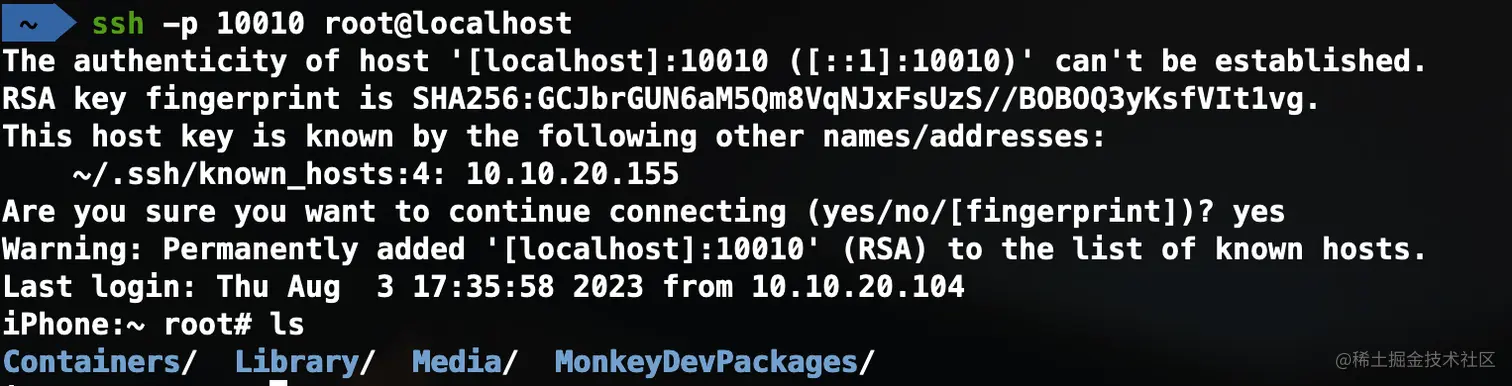 ~ ssh -p 10010 root@localhost
The authenticity of host '[localhost]:10010 ([::1]:10010)' can't be established.
RSA key fingerprint is SHA256:GCJbrGUN6aM5Qm8VqNJxFsUzS//BOBOQ3yKsfVIt1vg.
This host key is known by the following other names/addresses:
    ~/.ssh/known_hosts:4: 10.10.20.155
Are you sure you want to continue connecting (yes/no/[fingerprint])? yes
Warning: Permanently added '[localhost]:10010' (RSA) to the list of known hosts.
Last login: Thu Aug  3 17:35:58 2023 from 10.10.20.104
iPhone:~ root# ls
Containers/  Library/  Media/  MonkeyDevPackages/
@稀土掘金技术社区